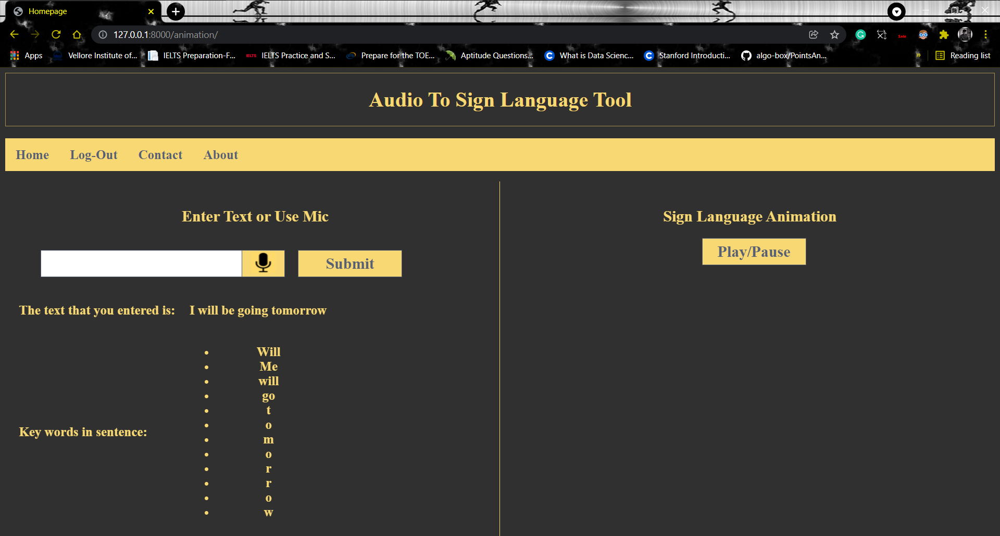 Homepage
127.0.0.1:8000/animation/
Apps Vellore Institute of... IELTS Preparation-F... IELTS IELTS Practice and S... Prepare for the TOE... Aptitude Questions... What is Data Scienc... Stanford Introducti... algo-box/PointsAn... » Reading list
Audio To Sign Language Tool
Home Log-Out Contact About
Enter Text or Use Mic
Submit
The text that you entered is: I will be going tomorrow
Key words in sentence:
Will
Me
will
go
t
o
m
o
r
r
o
w
Sign Language Animation
Play/Pause